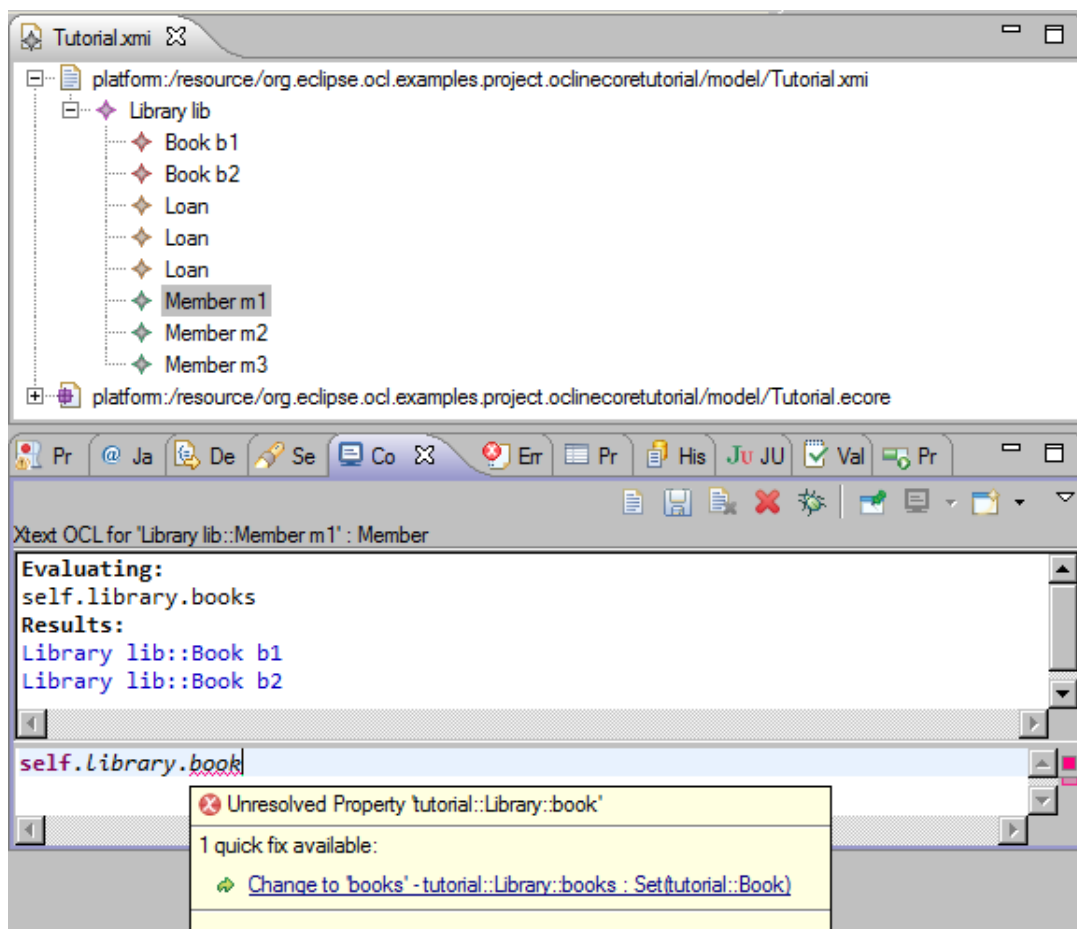 Tutorial.xmi
platform:/resource/org.eclipse.ocl.examples.project.oclinecoretutorial/model/Tutorial.xmi
Library lib
Book b1
Book b2
Loan
Loan
Loan
Member m1
Member m2
Member m3
platform:/resource/org.eclipse.ocl.examples.project.oclinecoretutorial/model/Tutorial.ecore
Pr @ Ja De Se Co Err Pr His Ju JU Val Pr
Xtext OCL for 'Library lib::Member m1' : Member
Evaluating:
self.library.books
Results:
Library lib::Book b1
Library lib::Book b2
self.library.book
Unresolved Property 'tutorial::Library::book'
1 quick fix available:
Change to 'books' - tutorial::Library::books : Set(tutorial::Book)